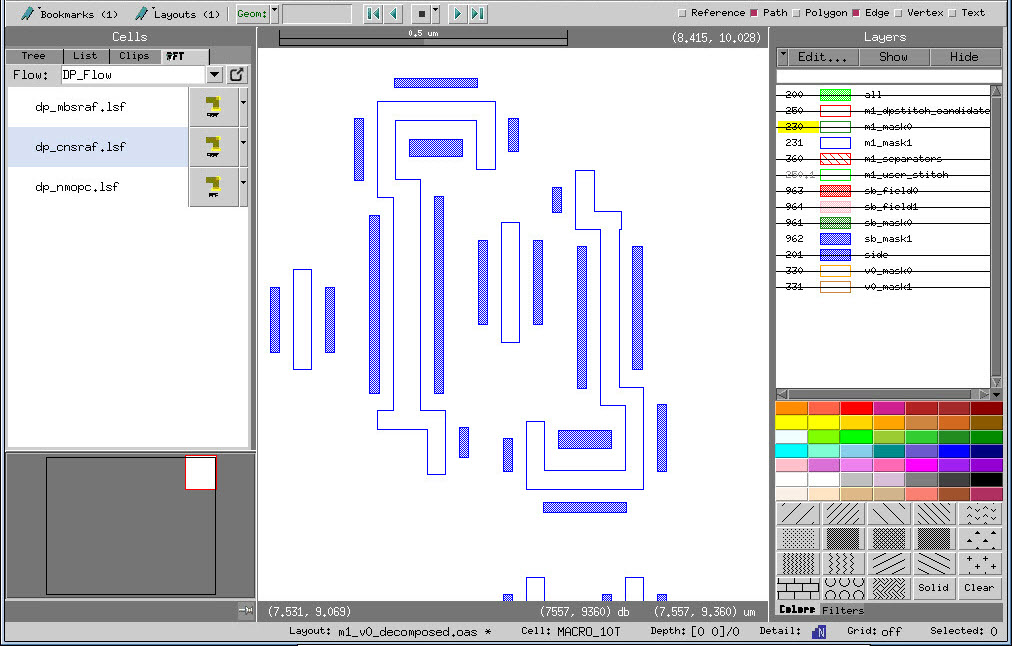 Bookmarks (1) Layouts (1) Geom: Reference Path Polygon Edge Vertex Text
Cells
Tree List Clips RFT
Flow: DP_Flow
dp_mbsraf.lsf
dp_cnsraf.lsf
dp_nmopc.lsf
0.5 um
(8.415, 10.028)
(7.531, 9.069) (7557, 9360) db (7.557, 9.360) um
Layers
Edit... Show Hide
200 all
250 m1_dpstitch_candidate
230 m1_mask0
231 m1_mask1
360 m1_separators
250.1 m1_user_stitch
963 sb_field0
964 sb_field1
961 sb_mask0
962 sb_mask1
201 side
330 v0_mask0
331 v0_mask1
Solid Clear
Colors Filters
Layout: m1_v0_decomposed.oas * Cell: MACRO_10T Depth: [0 0]/0 Detail: N Grid: off Selected: 0